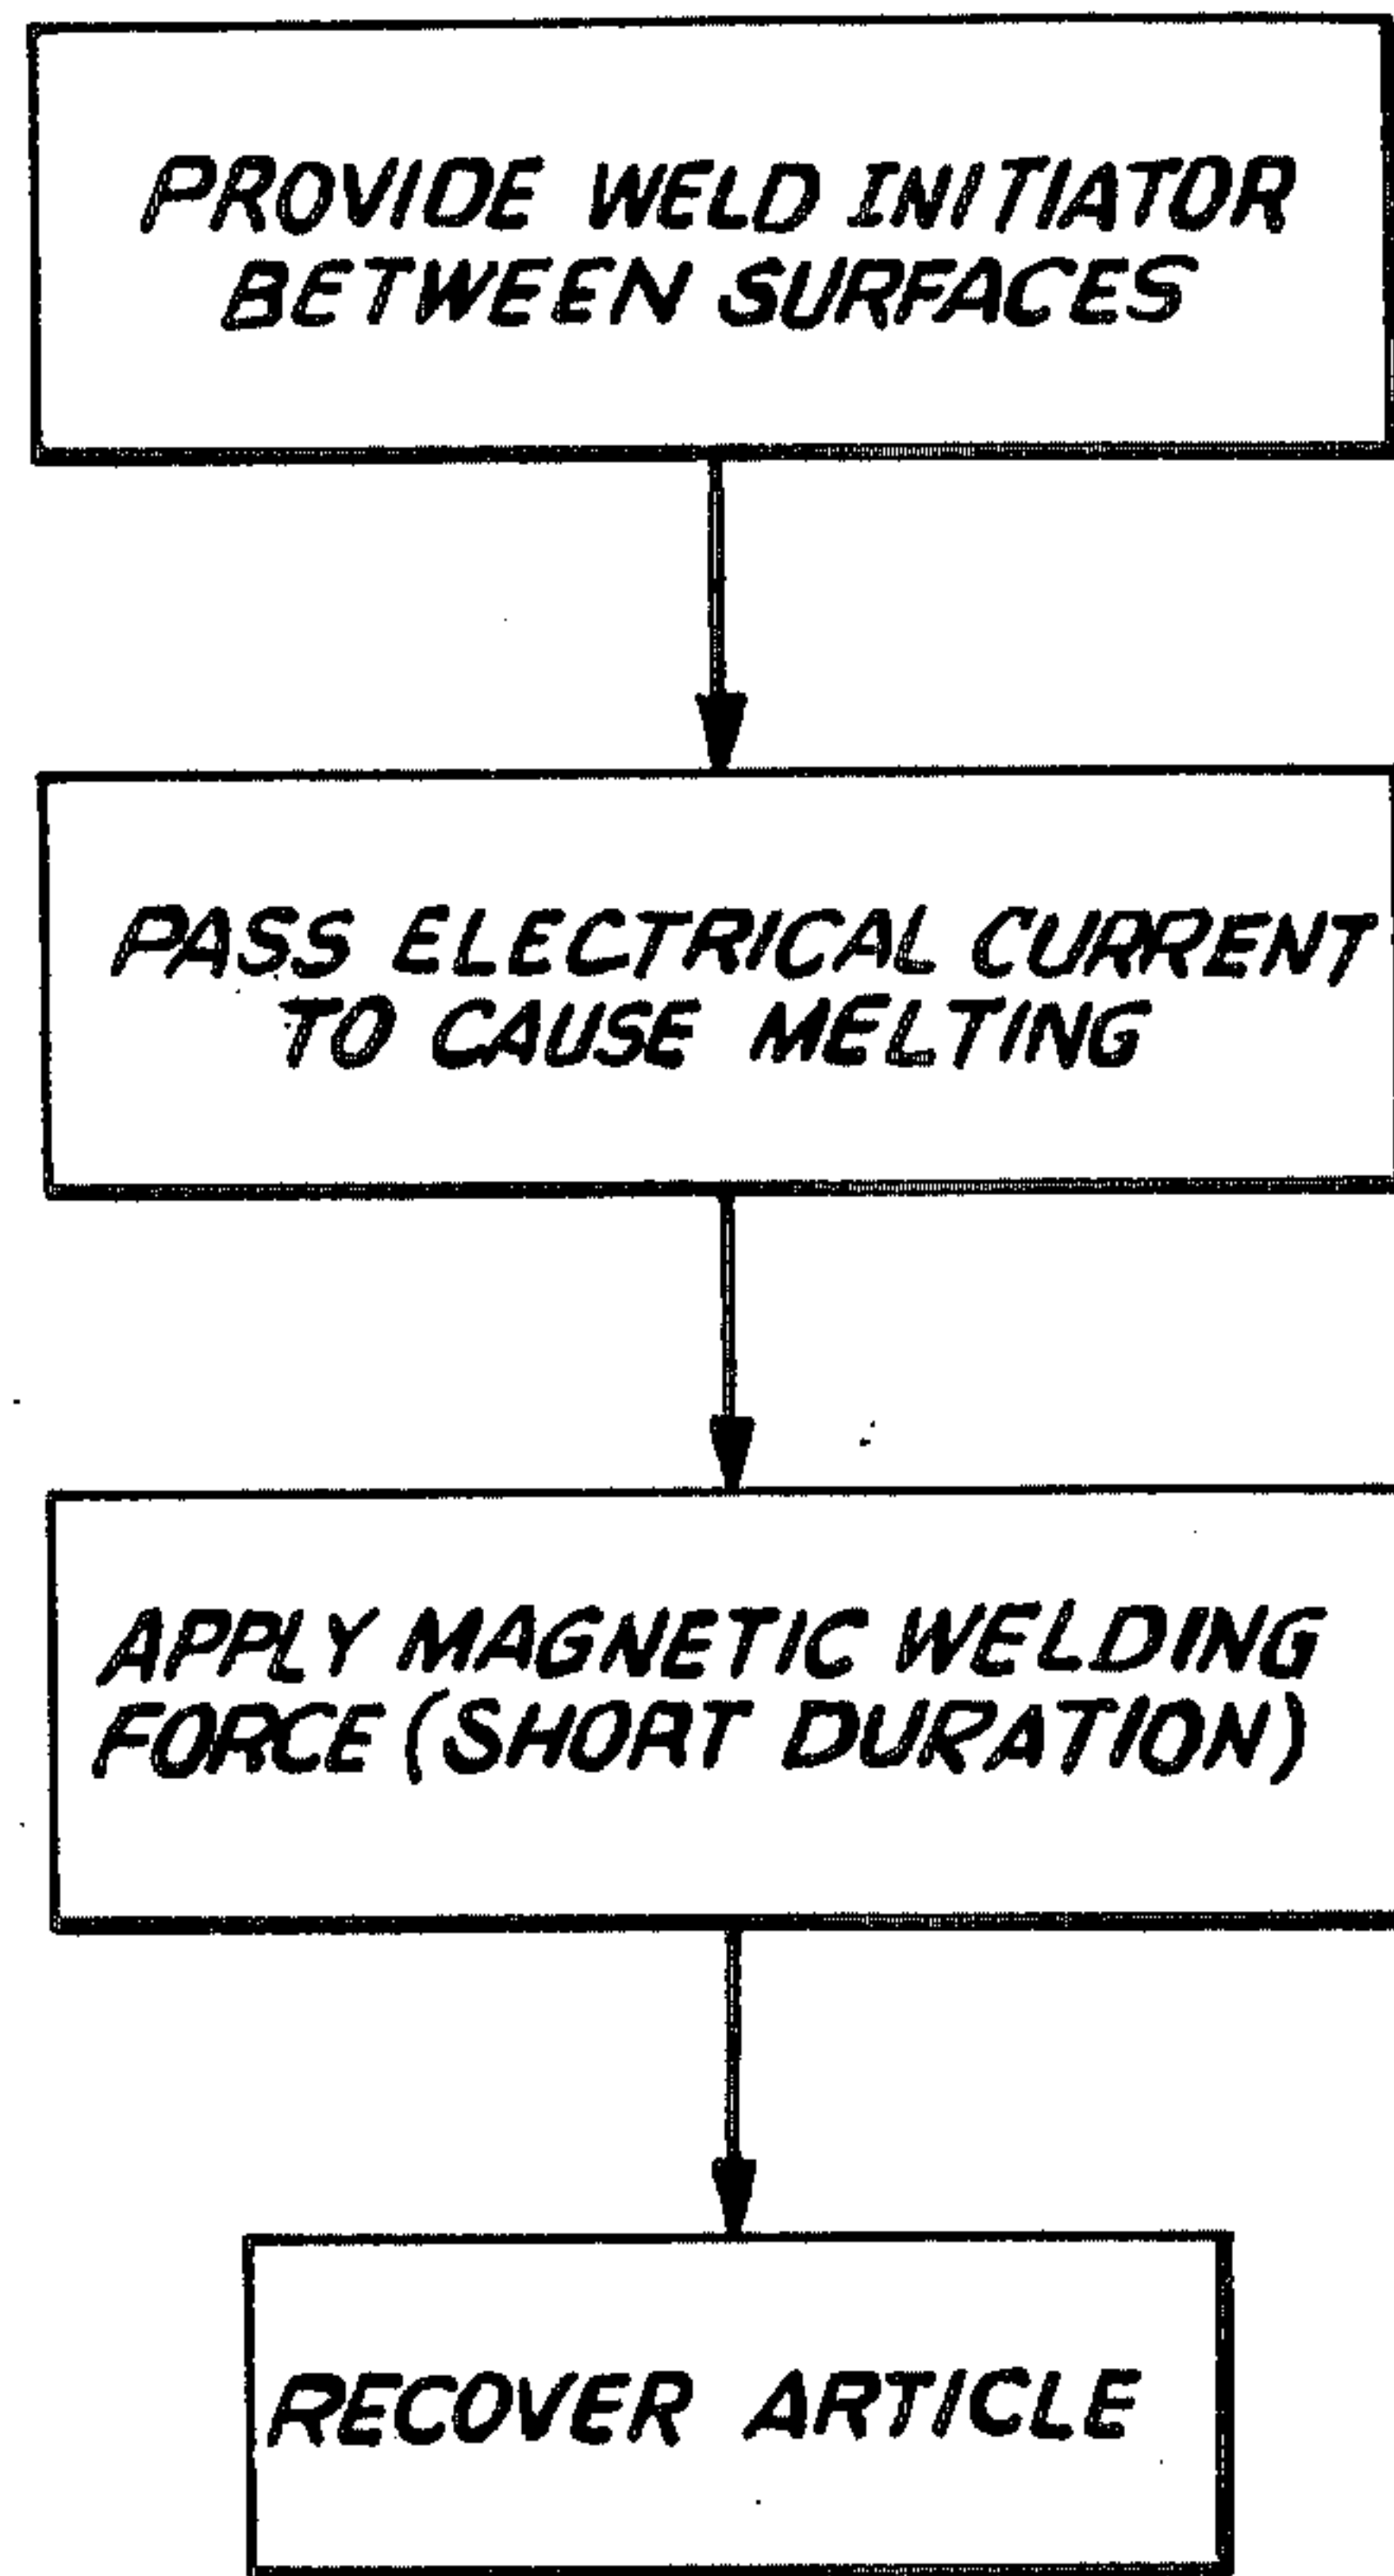 PROVIDE WELD INITIATOR
BETWEEN SURFACES
PASS ELECTRICAL CURRENT
TO CAUSE MELTING
APPLY MAGNETIC WELDING
FORCE (SHORT DURATION)
RECOVER ARTICLE